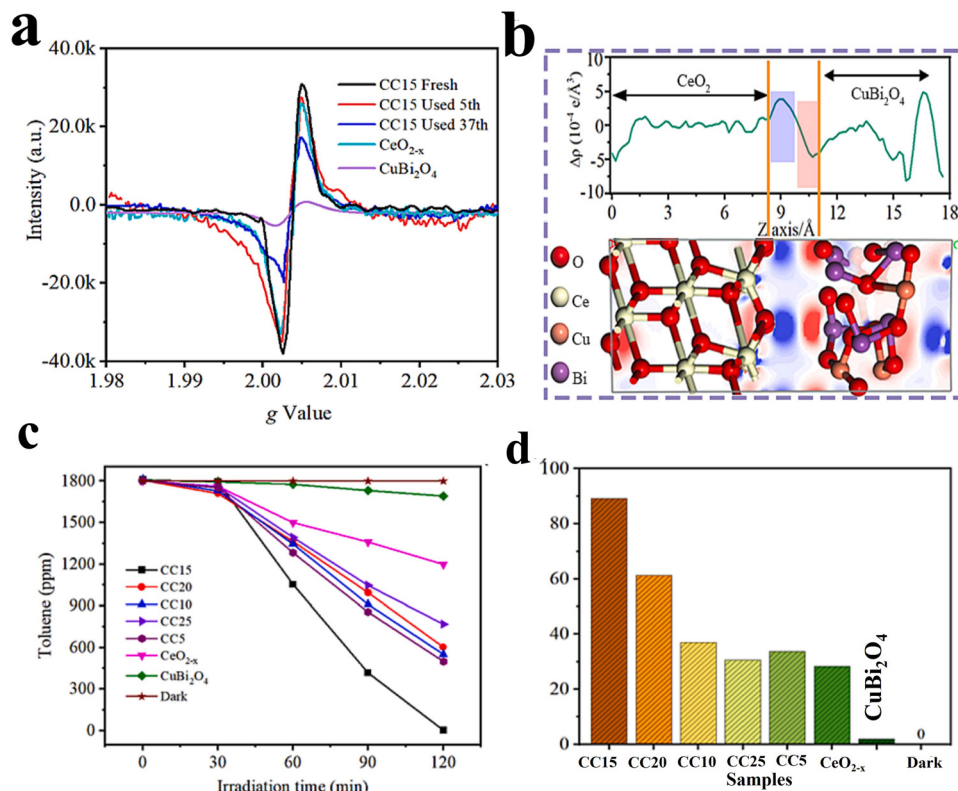 a
40.0k
20.0k
0.0
-20.0k
-40.0k
Intensity (a.u.)
CC15 Fresh
CC15 Used 5th
CC15 Used 37th
CeO2-x
CuBi2O4
1.98 1.99 2.00 2.01 2.02 2.03
g Value
b
10
5
0
-5
-10
Δρ (10⁻⁴ e/Å³)
CeO2
CuBi2O4
0 3 6 9 12 15 18
Z axis/Å
O
Ce
Cu
Bi
c
1800
1500
1200
900
600
300
0
Toluene (ppm)
CC15
CC20
CC10
CC25
CC5
CeO2-x
CuBi2O4
Dark
0 30 60 90 120
Irradiation time (min)
d
100
80
60
40
20
0
CuBi2O4
0
CC15 CC20 CC10 CC25 CC5 CeO2-x Dark
Samples